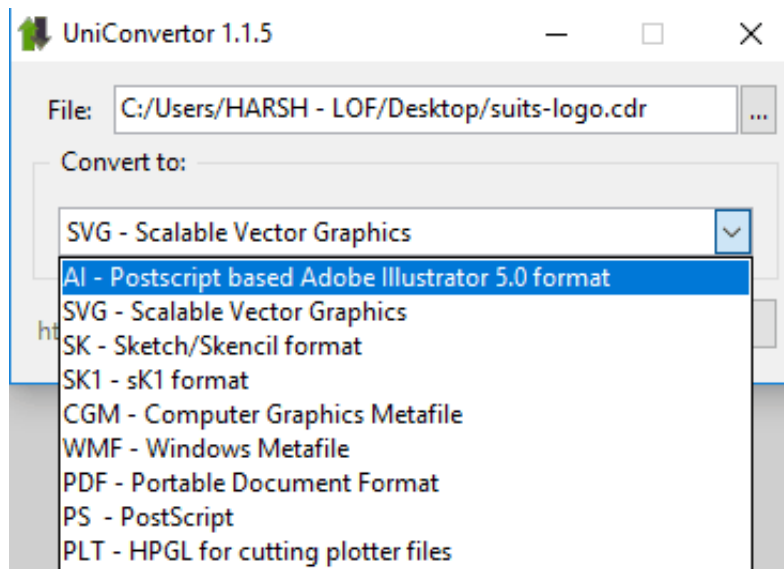 UniConvertor 1.1.5
File: C:/Users/HARSH - LOF/Desktop/suits-logo.cdr ...
Convert to:
SVG - Scalable Vector Graphics
AI - Postscript based Adobe Illustrator 5.0 format
SVG - Scalable Vector Graphics
ht
SK - Sketch/Skencil format
SK1 - sK1 format
CGM - Computer Graphics Metafile
WMF - Windows Metafile
PDF - Portable Document Format
PS - PostScript
PLT - HPGL for cutting plotter files